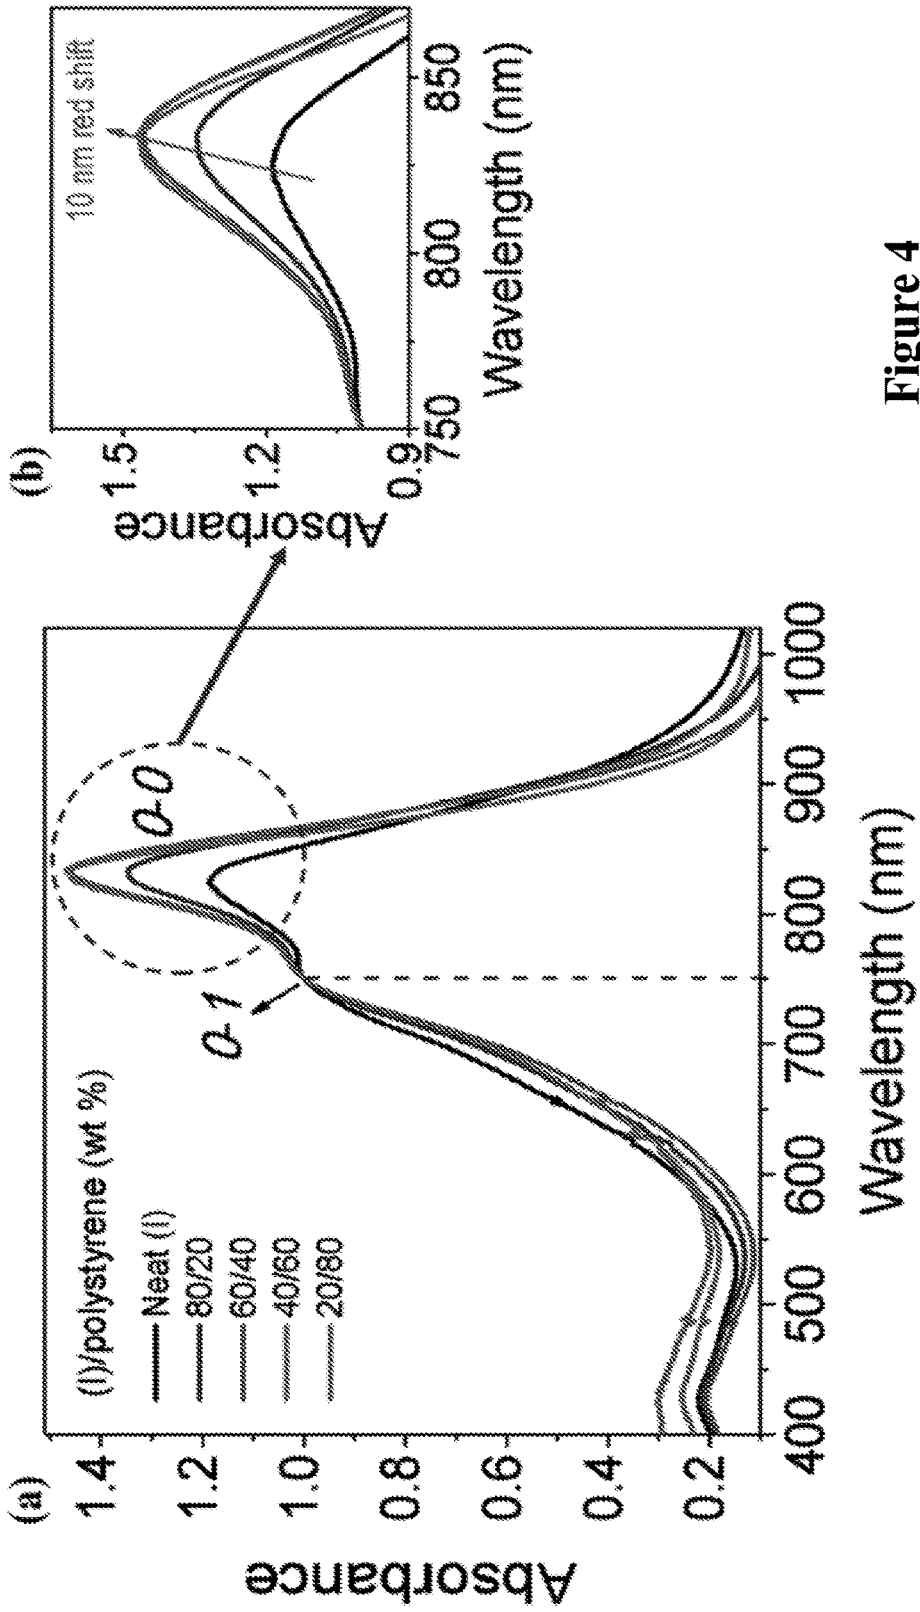 (a)
Absorbance
1.4
1.2
1.0
0.8
0.6
0.4
0.2
(I)/polystyrene (wt %)
Neat (I)
80/20
60/40
40/60
20/80
0-1
0-0
400
500
600
700
800
900
1000
Wavelength (nm)
(b)
Absorbance
1.5
1.2
0.9
10 nm red shift
750
800
850
Wavelength (nm)
Figure 4